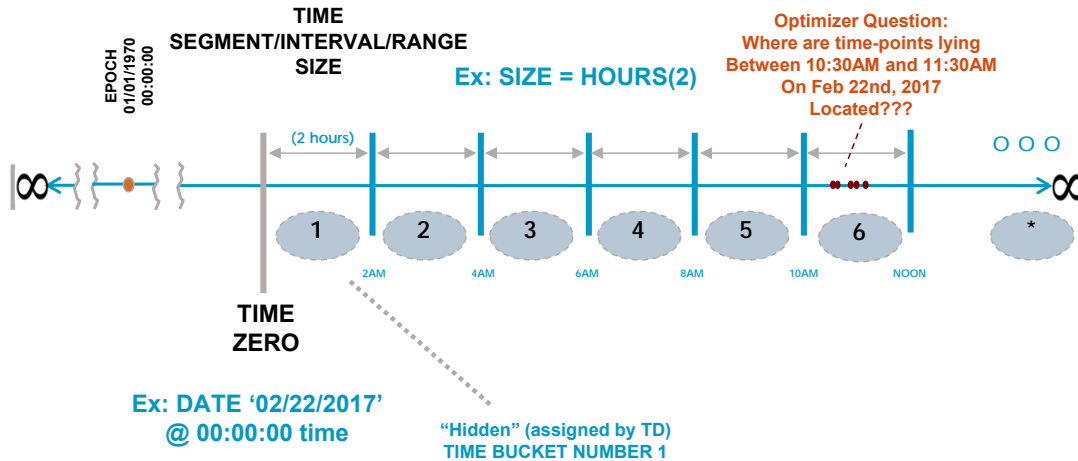 TIME
SEGMENT/INTERVAL/RANGE
SIZE
Ex: SIZE = HOURS(2)
Optimizer Question:
Where are time-points lying
Between 10:30AM and 11:30AM
On Feb 22nd, 2017
Located???
EPOCH
01/01/1970
00:00:00
(2 hours)
O O O
∞
∞
1
2
3
4
5
6
*
2AM
4AM
6AM
8AM
10AM
NOON
TIME
ZERO
Ex: DATE ‘02/22/2017’
@ 00:00:00 time
“Hidden” (assigned by TD)
TIME BUCKET NUMBER 1